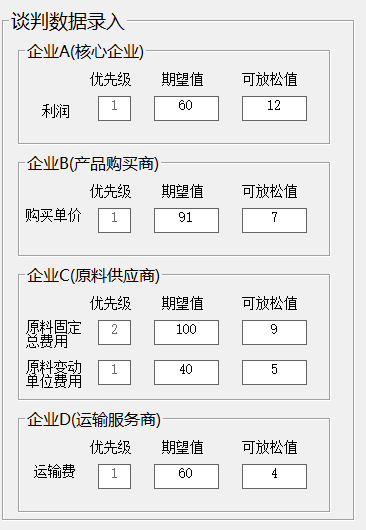 谈判数据录入
企业A(核心企业)
优先级 期望值 可放松值
利润 1 60 12
企业B(产品购买商)
优先级 期望值 可放松值
购买单价 1 91 7
企业C(原料供应商)
优先级 期望值 可放松值
原料固定
总费用 2 100 9
原料变动
单位费用 1 40 5
企业D(运输服务商)
优先级 期望值 可放松值
运输费 1 60 4